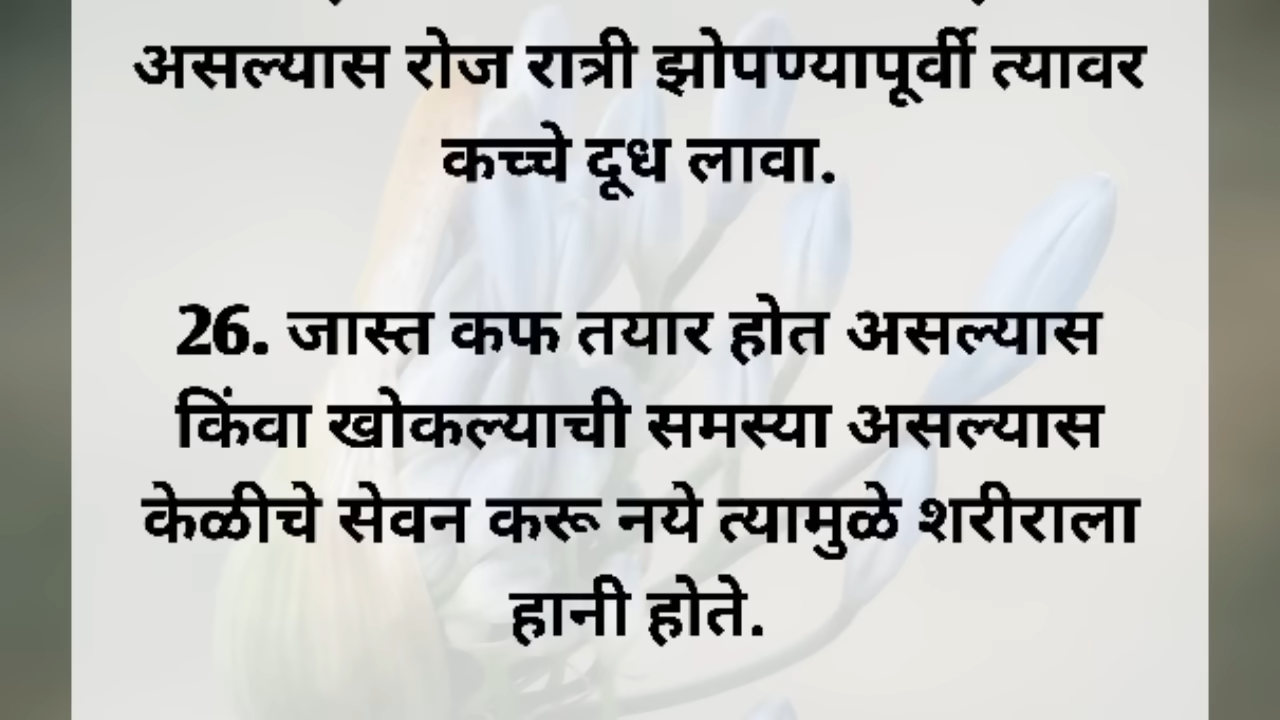 असल्यास रोज रात्री झोपण्यापूर्वी त्यावर
कच्चे दूध लावा.
26. जास्त कफ तयार होत असल्यास
किंवा खोकल्याची समस्या असल्यास
केळीचे सेवन करू नये त्यामुळे शरीराला
हानी होते.